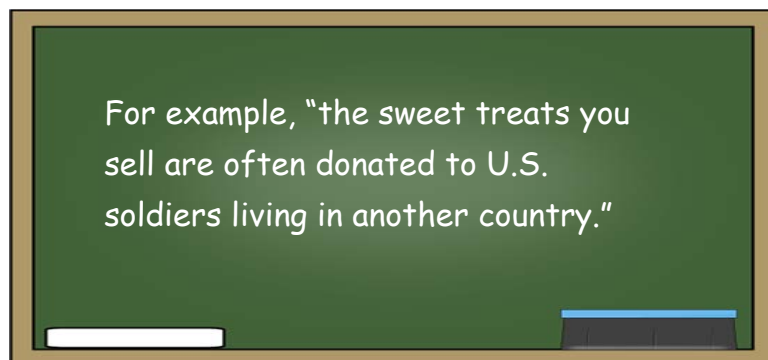 For example, “the sweet treats you
sell are often donated to U.S.
soldiers living in another country.”